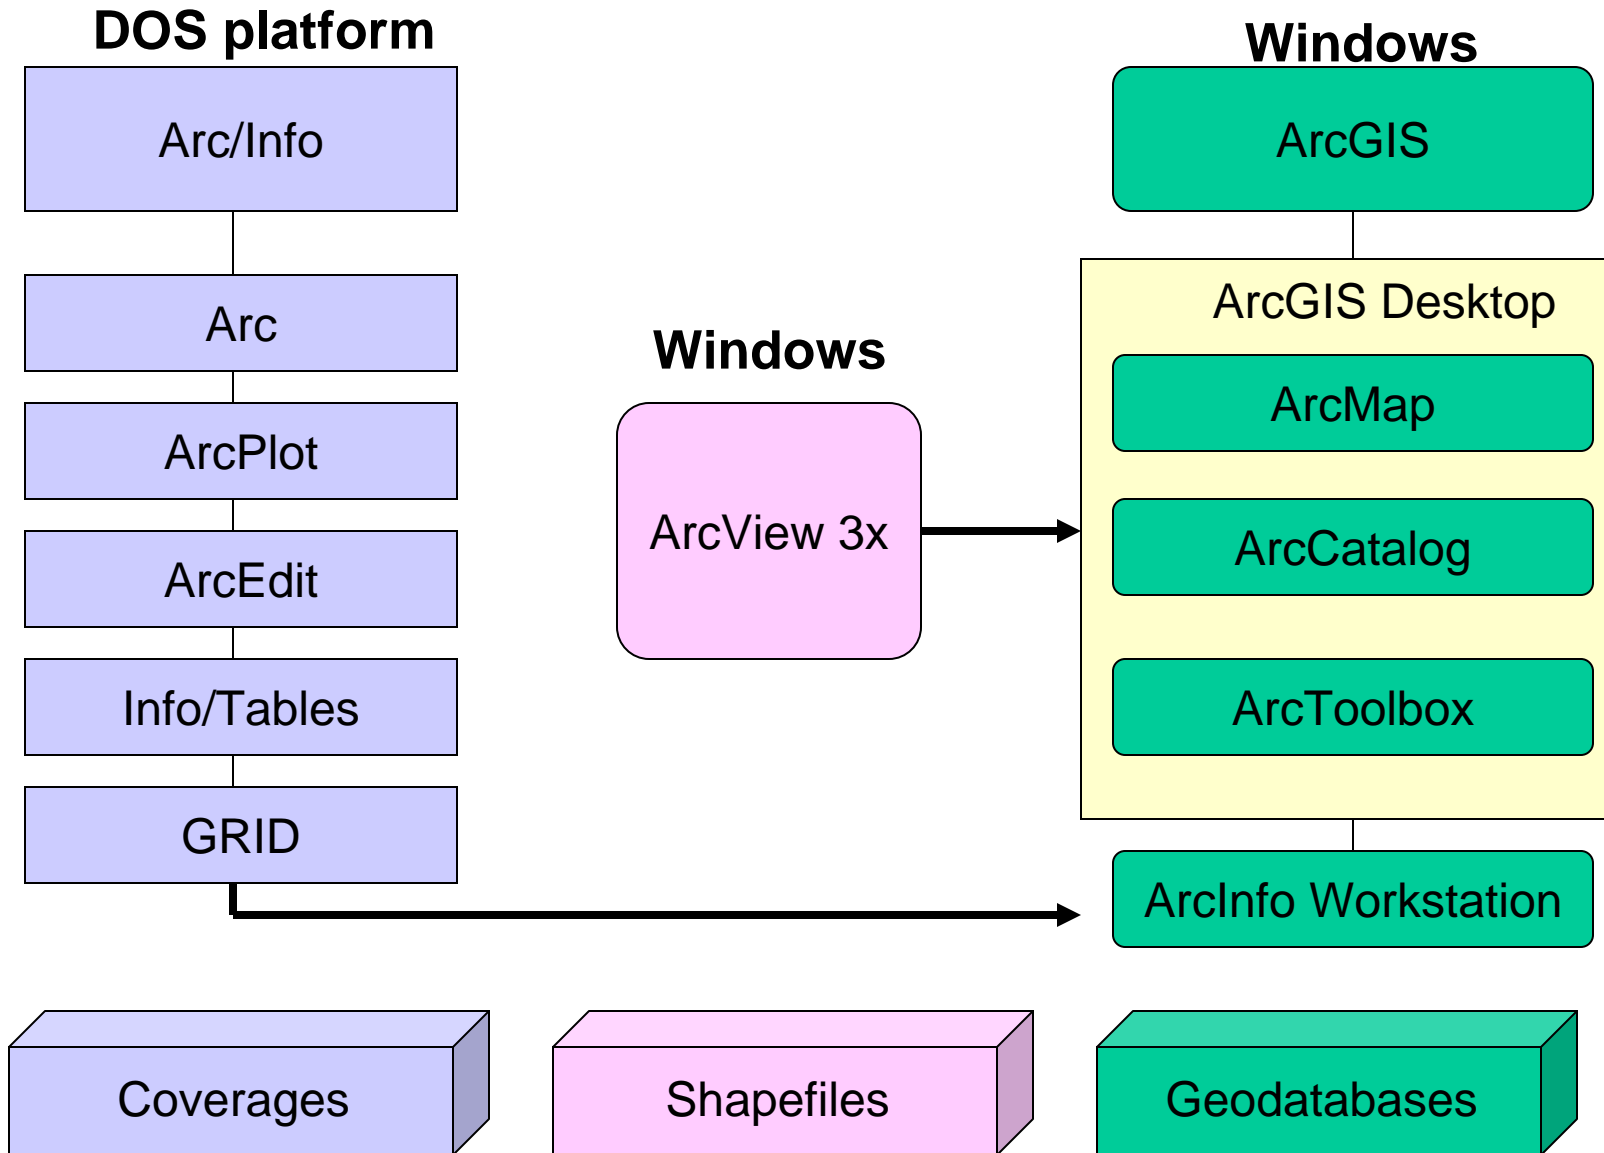 DOS platform
Arc/Info
Arc
ArcPlot
ArcEdit
Info/Tables
GRID
Windows
ArcView 3x
Windows
ArcGIS
ArcGIS Desktop
ArcMap
ArcCatalog
ArcToolbox
ArcInfo Workstation
Coverages
Shapefiles
Geodatabases